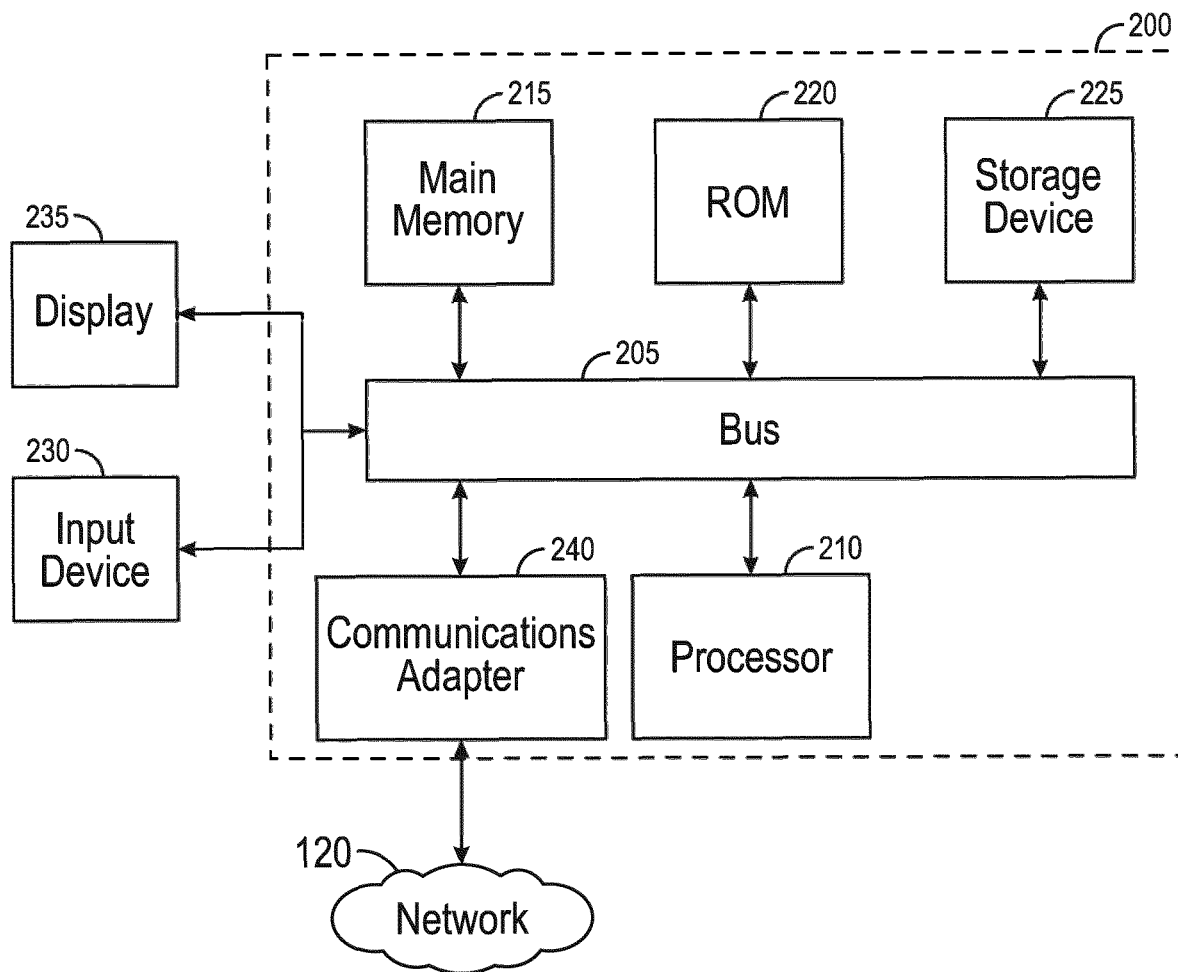 200
215
220
225
Main
Memory
ROM
Storage
Device
235
Display
205
Bus
230
Input
Device
240
210
Communications
Adapter
Processor
120
Network